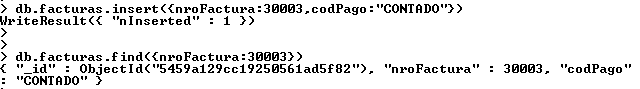 > db.facturas.insert({nroFactura:30003,codPago:"CONTADO"})
WriteResult({ "nInserted" : 1 })
>
>
> db.facturas.find({nroFactura:30003})
{ "_id" : ObjectId("5459a129cc19250561ad5f82"), "nroFactura" : 30003, "codPago"
: "CONTADO" }